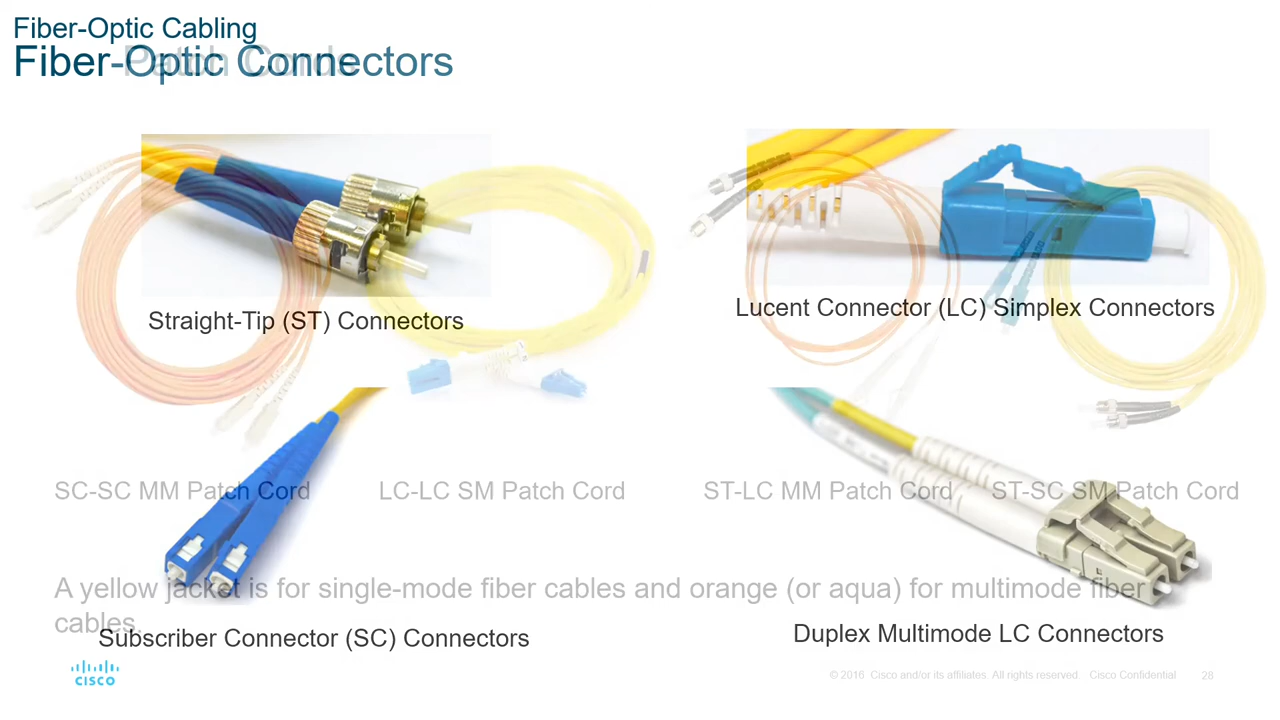 Fiber-Optic Cabling
Fiber-Optic Connectors
Patch Cords
Straight-Tip (ST) Connectors
Lucent Connector (LC) Simplex Connectors
SC-SC MM Patch Cord
LC-LC SM Patch Cord
ST-LC MM Patch Cord
ST-SC SM Patch Cord
A yellow jacket is for single-mode fiber cables and orange (or aqua) for multimode fiber
cables.
Subscriber Connector (SC) Connectors
Duplex Multimode LC Connectors
CISCO
© 2016 Cisco and/or its affiliates. All rights reserved. Cisco Confidential
28